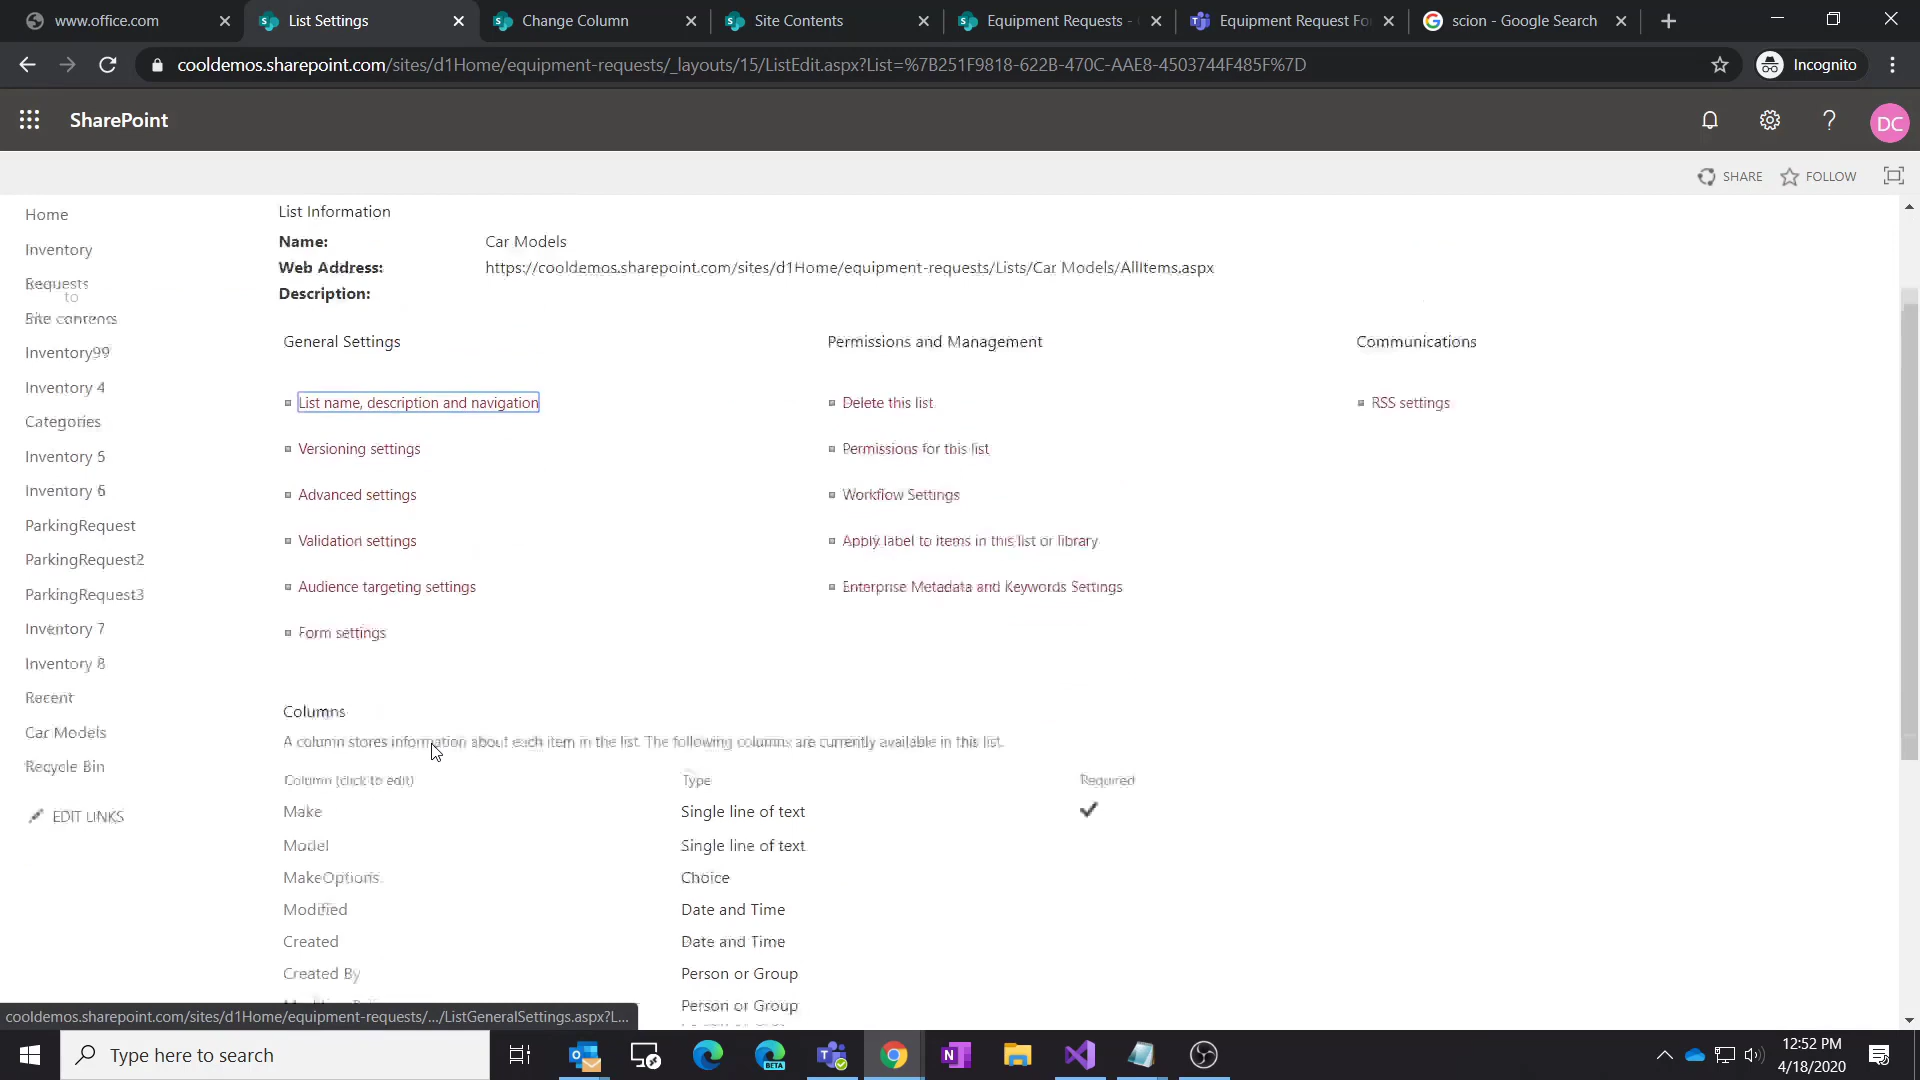 www.office.com
List Settings
Change Column
Site Contents
Equipment Requests -
Equipment Request Fo
scion - Google Search
cooldemos.sharepoint.com/sites/d1Home/equipment-requests/_layouts/15/ListEdit.aspx?List=%7B251F9818-622B-470C-AAE8-4503744F485F%7D
Incognito
SharePoint
DC
SHARE
FOLLOW
Home
Inventory
Requests
to
Site contents
Inventory99
Inventory 4
Categories
Inventory 5
Inventory 6
ParkingRequest
ParkingRequest2
ParkingRequest3
Inventory 7
Inventory 8
Recent
Car Models
Recycle Bin
EDIT LINKS
List Information
Name: Car Models
Web Address: https://cooldemos.sharepoint.com/sites/d1Home/equipment-requests/Lists/Car Models/AllItems.aspx
Description:
General Settings
Permissions and Management
Communications
List name, description and navigation
Delete this list
RSS settings
Versioning settings
Permissions for this list
Advanced settings
Workflow Settings
Validation settings
Apply label to items in this list or library
Audience targeting settings
Enterprise Metadata and Keywords Settings
Form settings
Columns
A column stores information about each item in the list. The following columns are currently available in this list.
Column (click to edit) Type Required
Make Single line of text
Model Single line of text
MakeOptions Choice
Modified Date and Time
Created Date and Time
Created By Person or Group
Person or Group
cooldemos.sharepoint.com/sites/d1Home/equipment-requests/.../ListGeneralSettings.aspx?L...
Type here to search
BETA
12:52 PM
4/18/2020